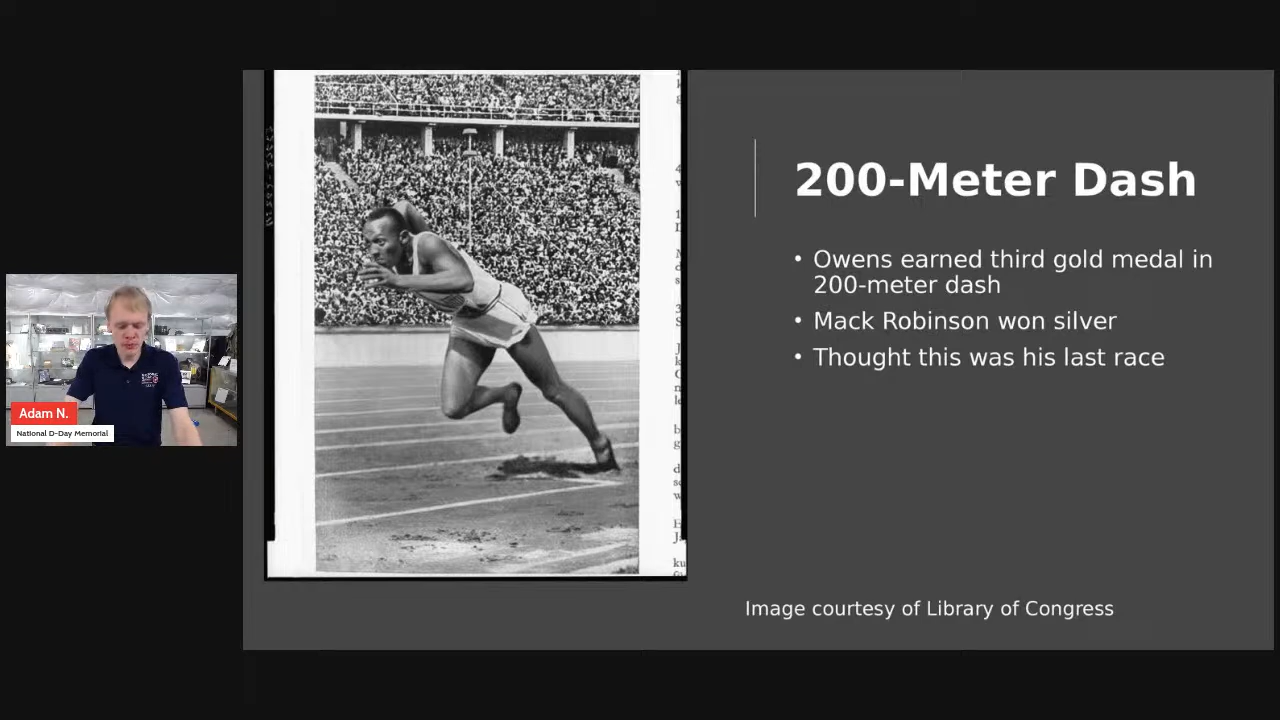 200-Meter Dash
• Owens earned third gold medal in
200-meter dash
• Mack Robinson won silver
• Thought this was his last race
Image courtesy of Library of Congress
Adam N.
National D-Day Memorial